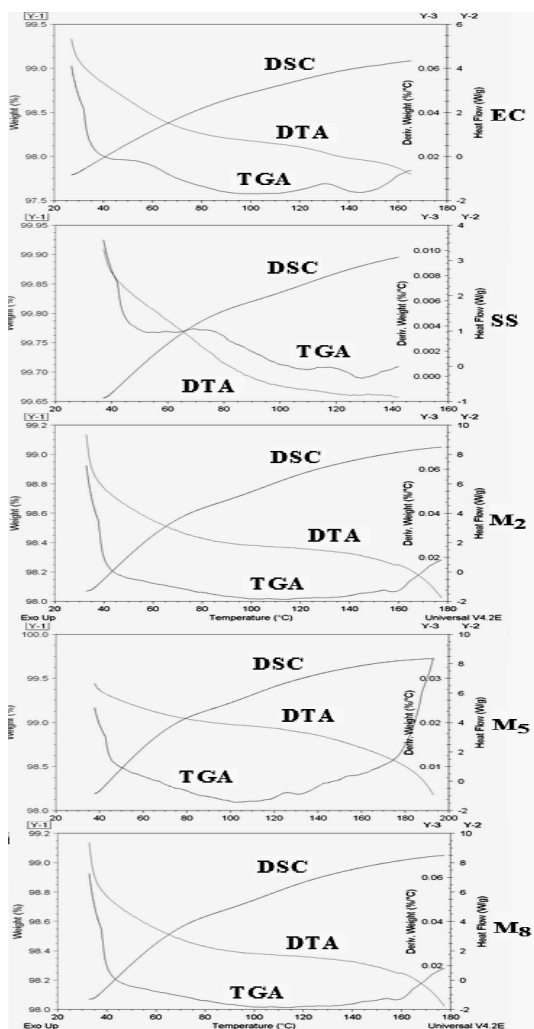 Y-1 Y-3 Y-2
99.5 6
DSC
99.0 0.06 4
Weight (%) Deriv. Weight (%/°C) Heat Flow (W/g)
EC
98.5 0.04 2
DTA
98.0 0.02 0
TGA
97.5 -2
20 40 60 80 100 120 140 160 180
Y-1 Y-3 Y-2
99.95 4
99.90 0.010 3
DSC
0.008
99.85 2
Weight (%) Deriv. Weight (%/°C) Heat Flow (W/g)
0.006
SS
99.80 0.004 1
99.75 0.002 0
TGA
99.70 0.000
DTA
99.65 -1
20 40 60 80 100 120 140 160
Y-1 Y-3 Y-2
99.2 10
99.0 8
DSC
0.06
98.8 6
Weight (%) Deriv. Weight (%/°C) Heat Flow (W/g)
M2
98.6 0.04 4
DTA
98.4 2
0.02
98.2 0
TGA
98.0 -2
20 40 60 80 100 120 140 160 180
Exo Up Temperature (°C) Universal V4.2E
Y-1 Y-3 Y-2
100.0 10
DSC
8
99.5 0.03 6
DTA
Weight (%) Deriv. Weight (%/°C) Heat Flow (W/g)
M5
99.0 0.02 4
2
98.5 0.01
TGA
0
98.0 -2
20 40 60 80 100 120 140 160 180 200
Y-1 Y-3 Y-2
99.2 10
99.0 8
DSC
0.06
98.8 6
Weight (%) Deriv. Weight (%/°C) Heat Flow (W/g)
M8
98.6 0.04 4
DTA
98.4 2
0.02
98.2 0
TGA
98.0 -2
20 40 60 80 100 120 140 160 180
Exo Up Temperature (°C) Universal V4.2E